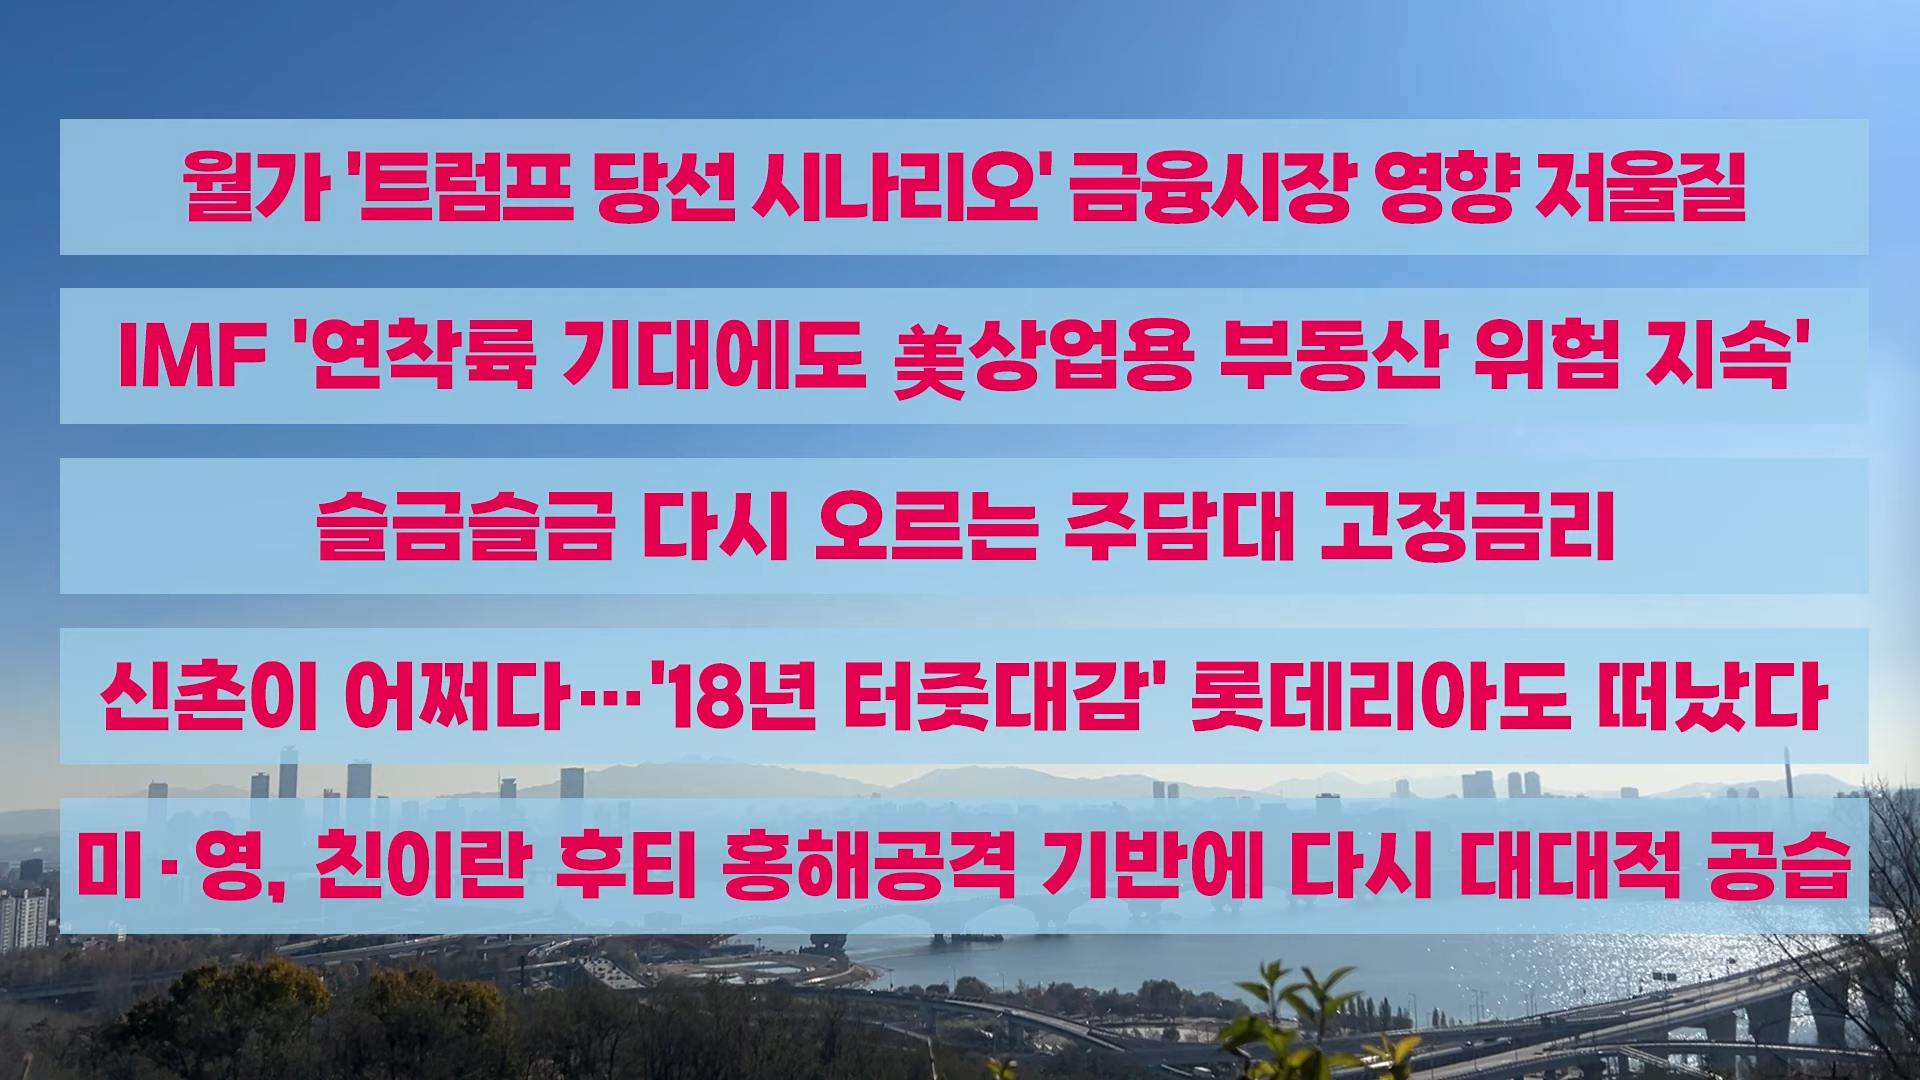 월가 '트럼프 당선 시나리오' 금융시장 영향 저울질
IMF '연착륙 기대에도 美상업용 부동산 위험 지속'
슬금슬금 다시 오르는 주담대 고정금리
신촌이 어쩌다…'18년 터줏대감' 롯데리아도 떠났다
미·영, 친이란 후티 홍해공격 기반에 다시 대대적 공습